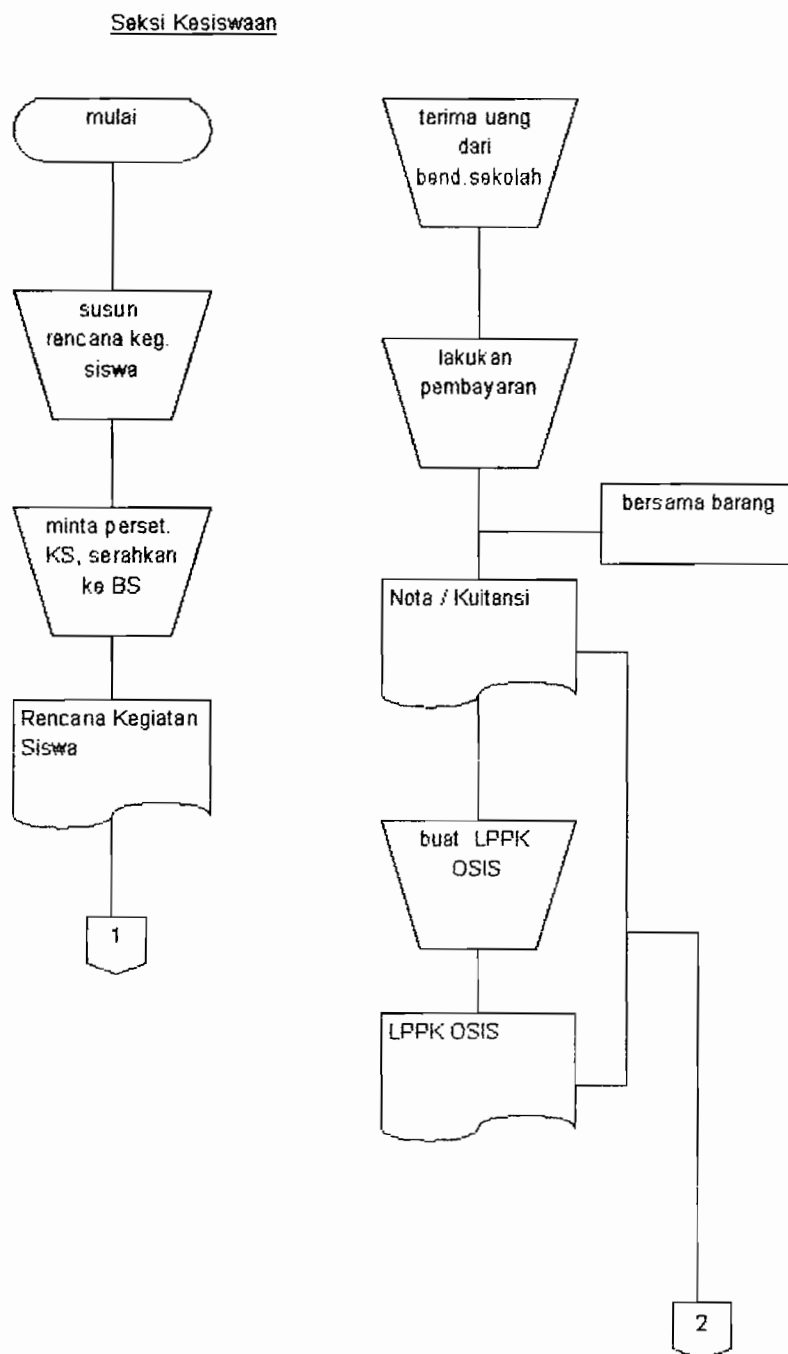 Seksi Kesiswaan
mulai
susun
rencana keg.
siswa
minta perset.
KS, serahkan
ke BS
Rencana Kegiatan
Siswa
1
terima uang
dari
bend.sekolah
lakukan
pembayaran
bersama barang
Nota / Kuitansi
buat LPPK
OSIS
LPPK OSIS
2